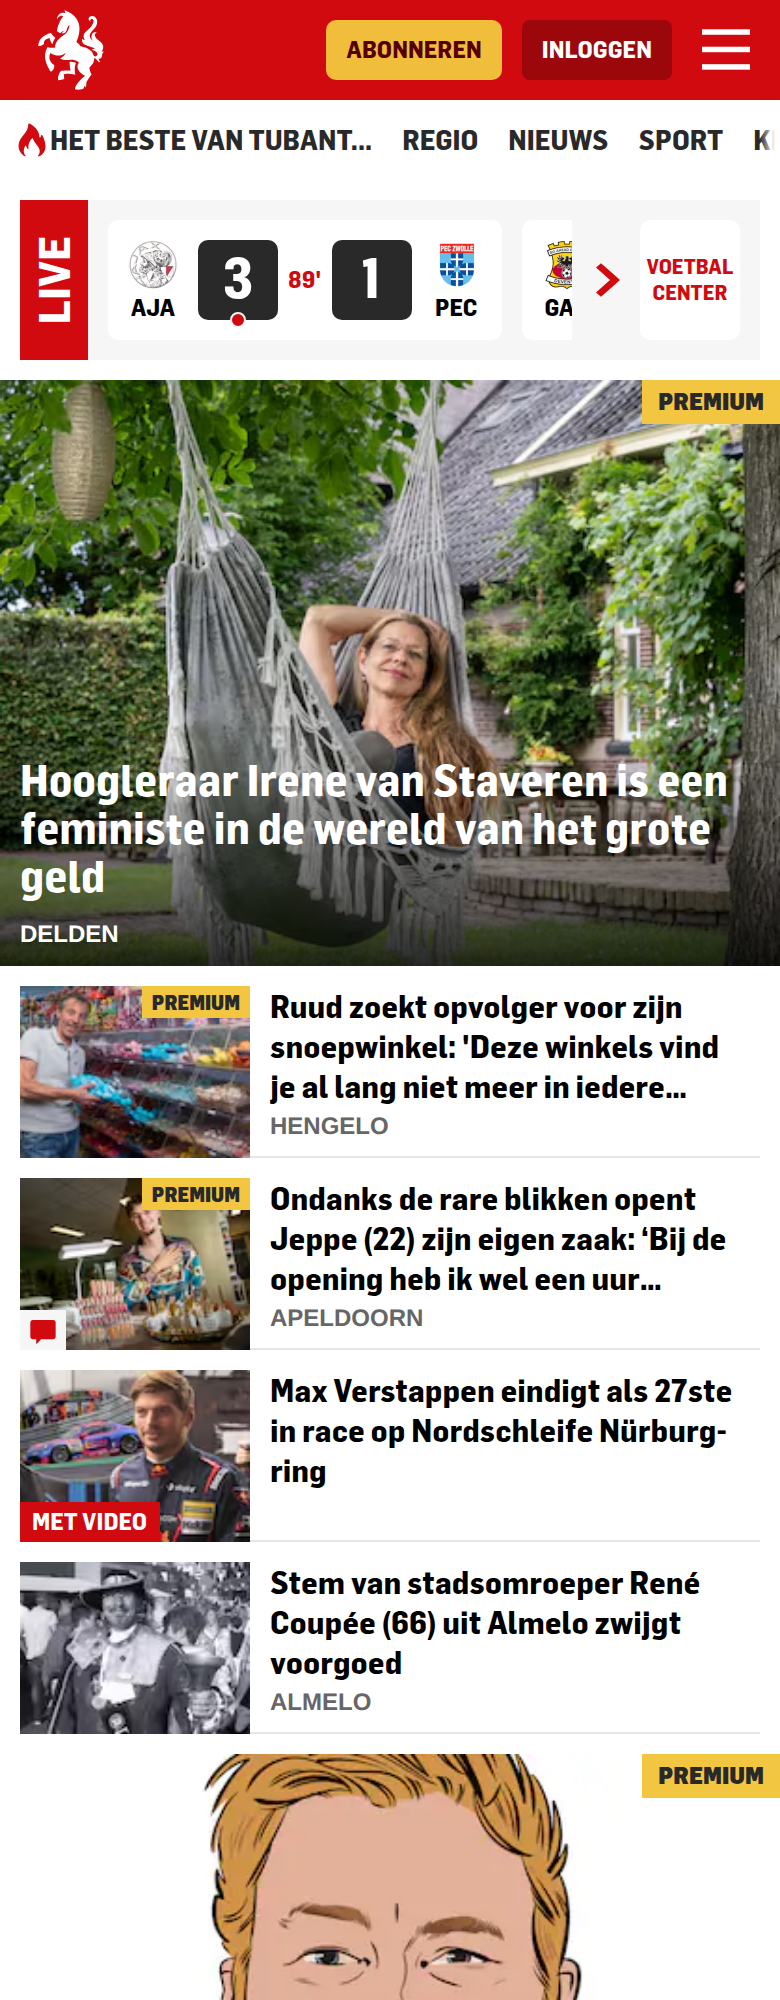 ABONNEREN
INLOGGEN
HET BESTE VAN TUBANT...
REGIO
NIEUWS
SPORT
LIVE
AJA
3
89'
1
PEC ZWOLLE
PEC
GA
VOETBAL
CENTER
PREMIUM
Hoogleraar Irene van Staveren is een
feministe in de wereld van het grote
geld
DELDEN
PREMIUM
Ruud zoekt opvolger voor zijn
snoepwinkel: 'Deze winkels vind
je al lang niet meer in iedere...
HENGELO
PREMIUM
Ondanks de rare blikken opent
Jeppe (22) zijn eigen zaak: ‘Bij de
opening heb ik wel een uur...
APELDOORN
MET VIDEO
Max Verstappen eindigt als 27ste
in race op Nordschleife Nürburg-
ring
Stem van stadsomroeper René
Coupée (66) uit Almelo zwijgt
voorgoed
ALMELO
PREMIUM